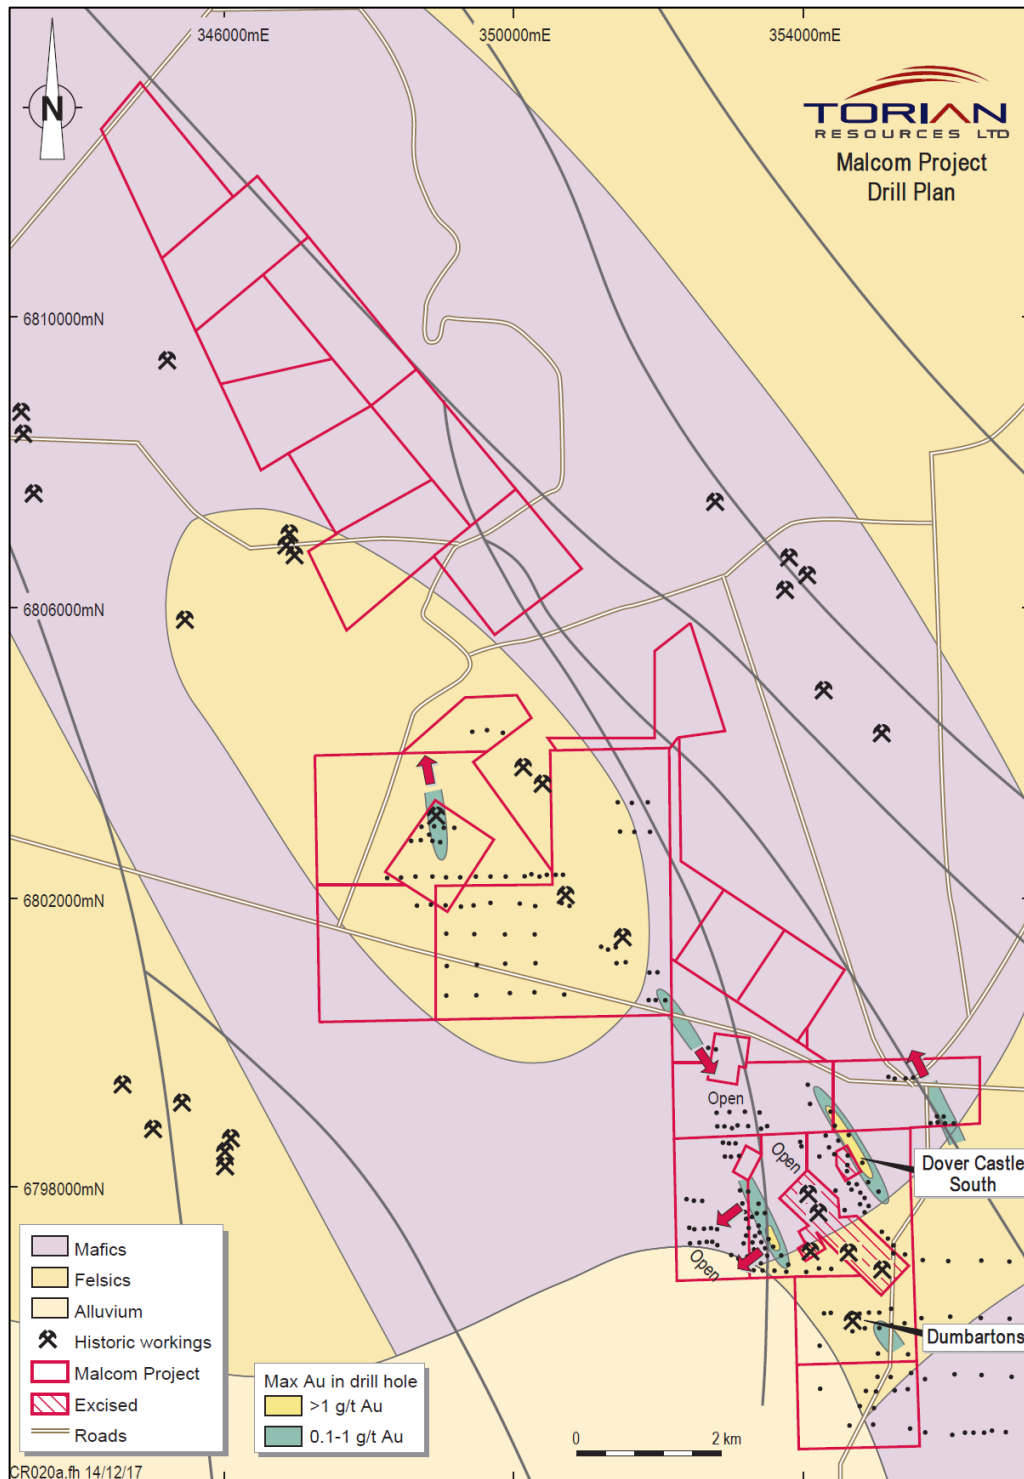 346000mE
350000mE
354000mE
N
TORIAN
RESOURCES LTD
Malcom Project
Drill Plan
6810000mN
6806000mN
6802000mN
6798000mN
Open
Open
Open
Dover Castle
South
Dumbartons
Mafics
Felsics
Alluvium
Historic workings
Malcom Project
Excised
Roads
Max Au in drill hole
>1 g/t Au
0.1-1 g/t Au
0
2 km
CR020a.fh 14/12/17